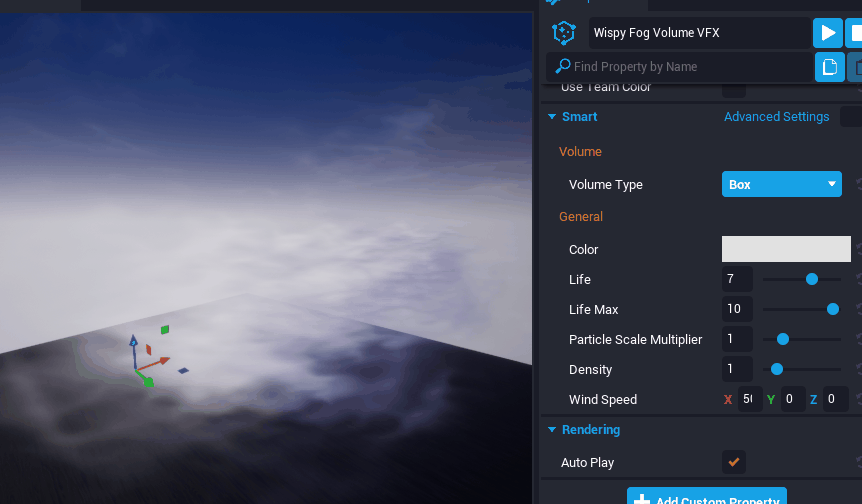 Wispy Fog Volume VFX
Find Property by Name
Use Team Color
Smart Advanced Settings
Volume
Volume Type Box
General
Color
Life 7
Life Max 10
Particle Scale Multiplier 1
Density 1
Wind Speed X Y 0 Z 0
Rendering
Auto Play
Add Custom Property